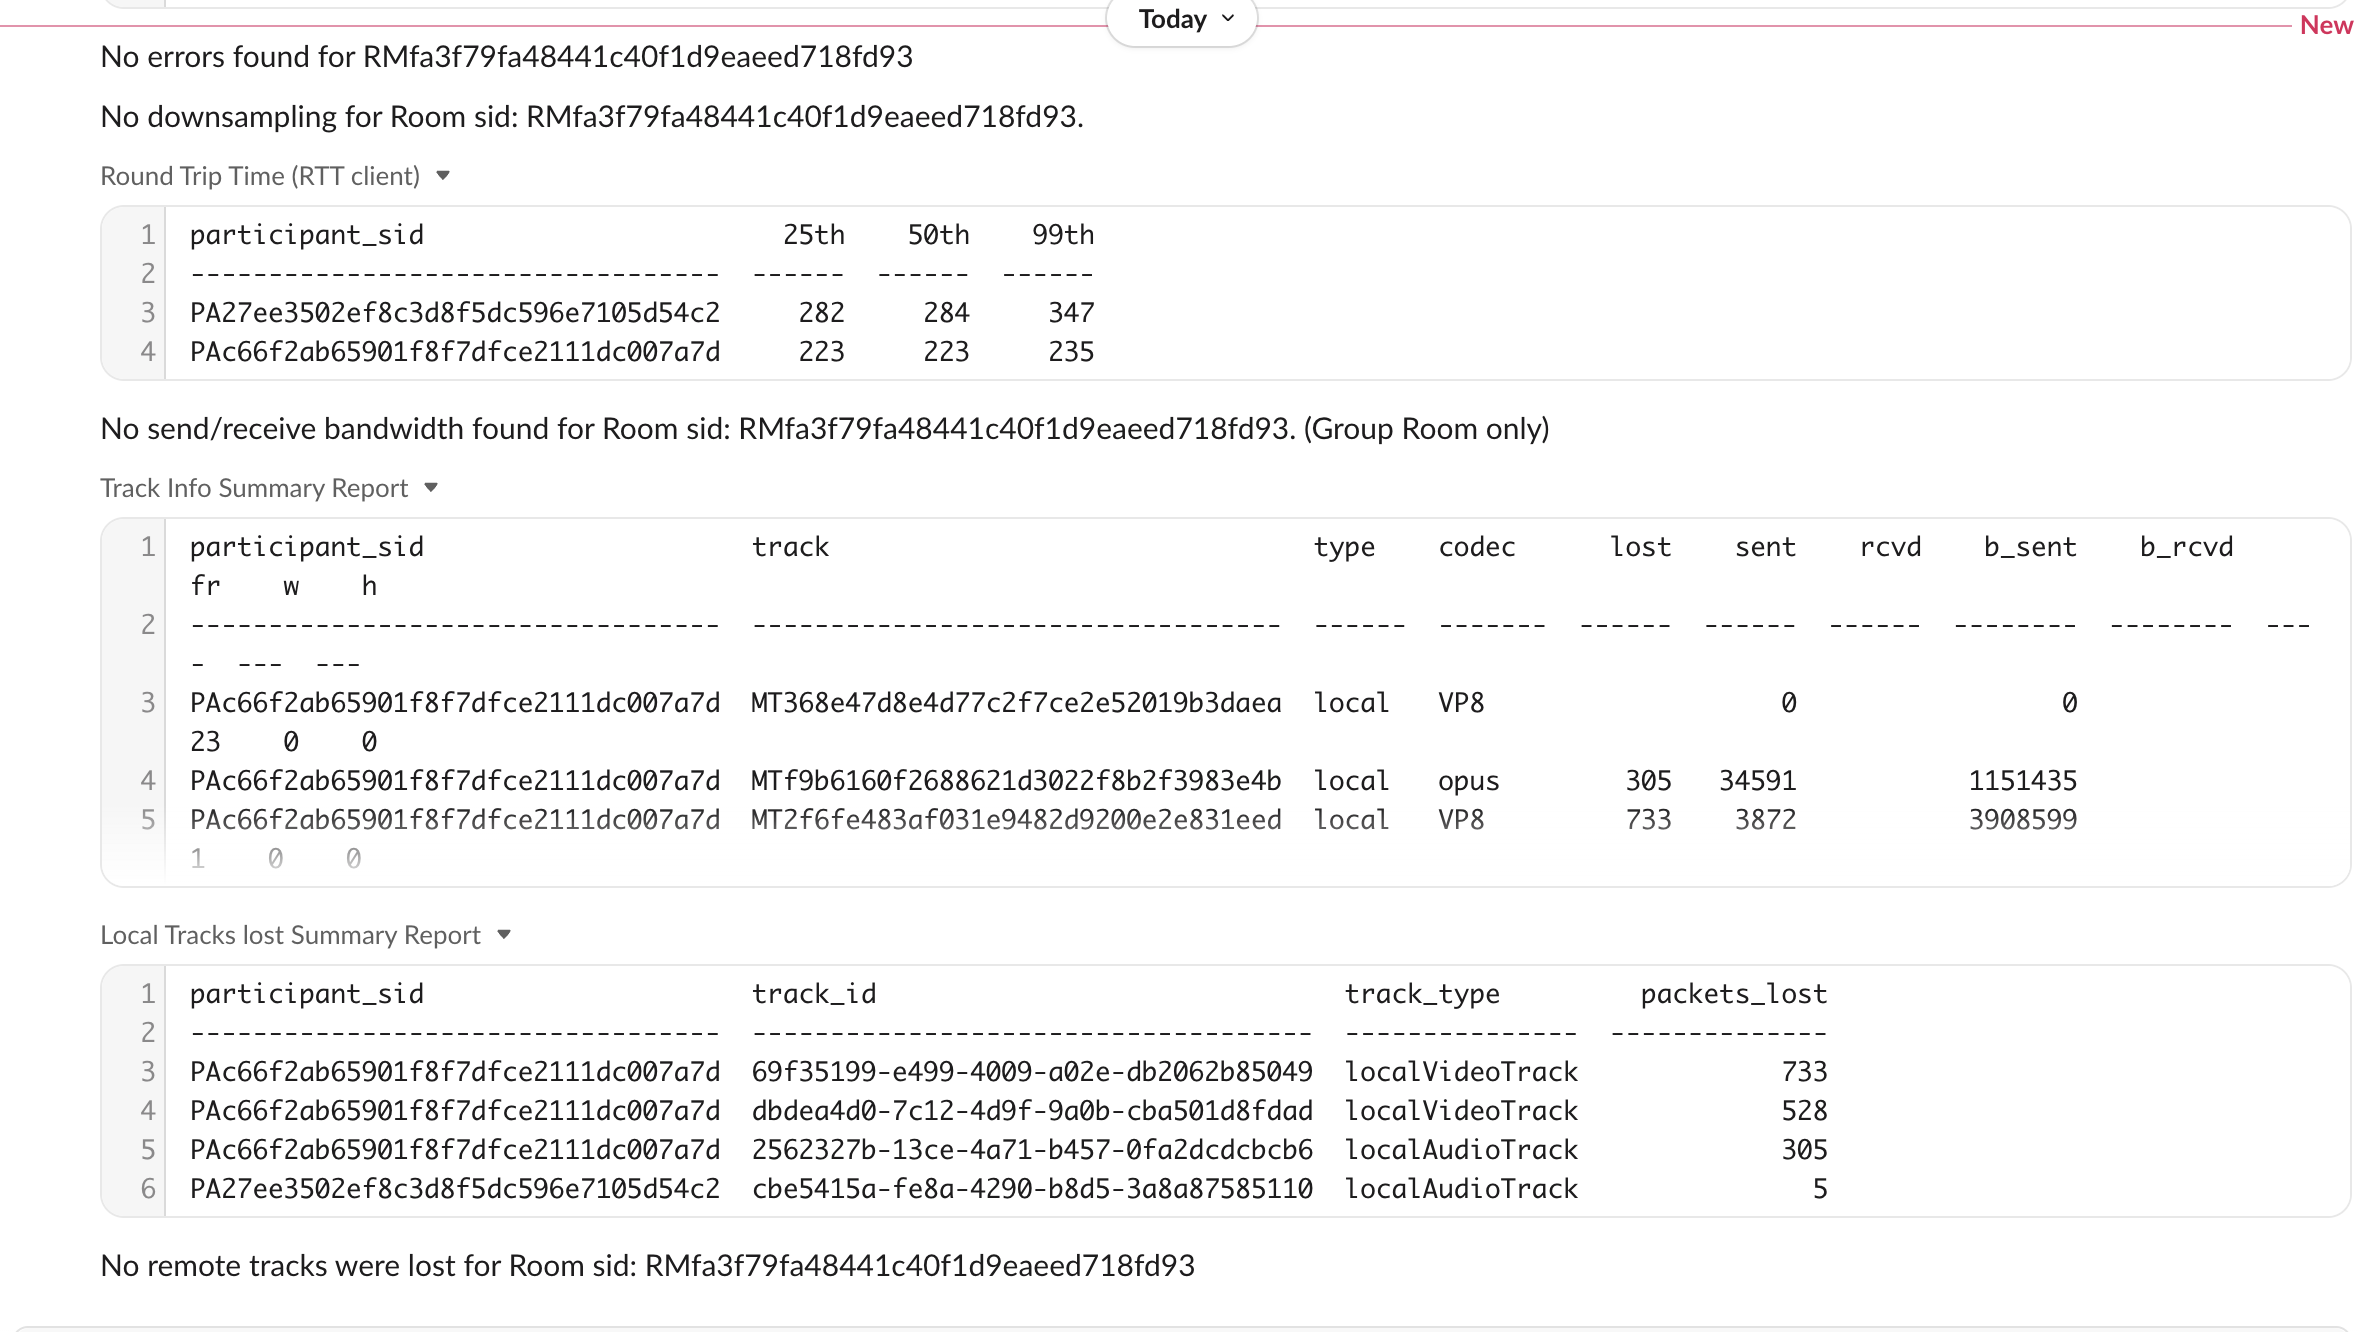 Today
New
No errors found for RMfa3f79fa48441c40f1d9eaeed718fd93
No downsampling for Room sid: RMfa3f79fa48441c40f1d9eaeed718fd93.
Round Trip Time (RTT client)
1 participant_sid 25th 50th 99th
2 ---------------------------------- ------ ------ ------
3 PA27ee3502ef8c3d8f5dc596e7105d54c2 282 284 347
4 PAc66f2ab65901f8f7dfce2111dc007a7d 223 223 235
No send/receive bandwidth found for Room sid: RMfa3f79fa48441c40f1d9eaeed718fd93. (Group Room only)
Track Info Summary Report
1 participant_sid track type codec lost sent rcvd b_sent b_rcvd
fr w h
2 ---------------------------------- ---------------------------------- ------ ------- ------ ------ ------ -------- -------- ---
- --- ---
3 PAc66f2ab65901f8f7dfce2111dc007a7d MT368e47d8e4d77c2f7ce2e52019b3daea local VP8 0 0
23 0 0
4 PAc66f2ab65901f8f7dfce2111dc007a7d MTf9b6160f2688621d3022f8b2f3983e4b local opus 305 34591 1151435
5 PAc66f2ab65901f8f7dfce2111dc007a7d MT2f6fe483af031e9482d9200e2e831eed local VP8 733 3872 3908599
1 0 0
Local Tracks lost Summary Report
1 participant_sid track_id track_type packets_lost
2 ---------------------------------- ------------------------------------ --------------- --------------
3 PAc66f2ab65901f8f7dfce2111dc007a7d 69f35199-e499-4009-a02e-db2062b85049 localVideoTrack 733
4 PAc66f2ab65901f8f7dfce2111dc007a7d dbdea4d0-7c12-4d9f-9a0b-cba501d8fdad localVideoTrack 528
5 PAc66f2ab65901f8f7dfce2111dc007a7d 2562327b-13ce-4a71-b457-0fa2dcdcbcb6 localAudioTrack 305
6 PA27ee3502ef8c3d8f5dc596e7105d54c2 cbe5415a-fe8a-4290-b8d5-3a8a87585110 localAudioTrack 5
No remote tracks were lost for Room sid: RMfa3f79fa48441c40f1d9eaeed718fd93